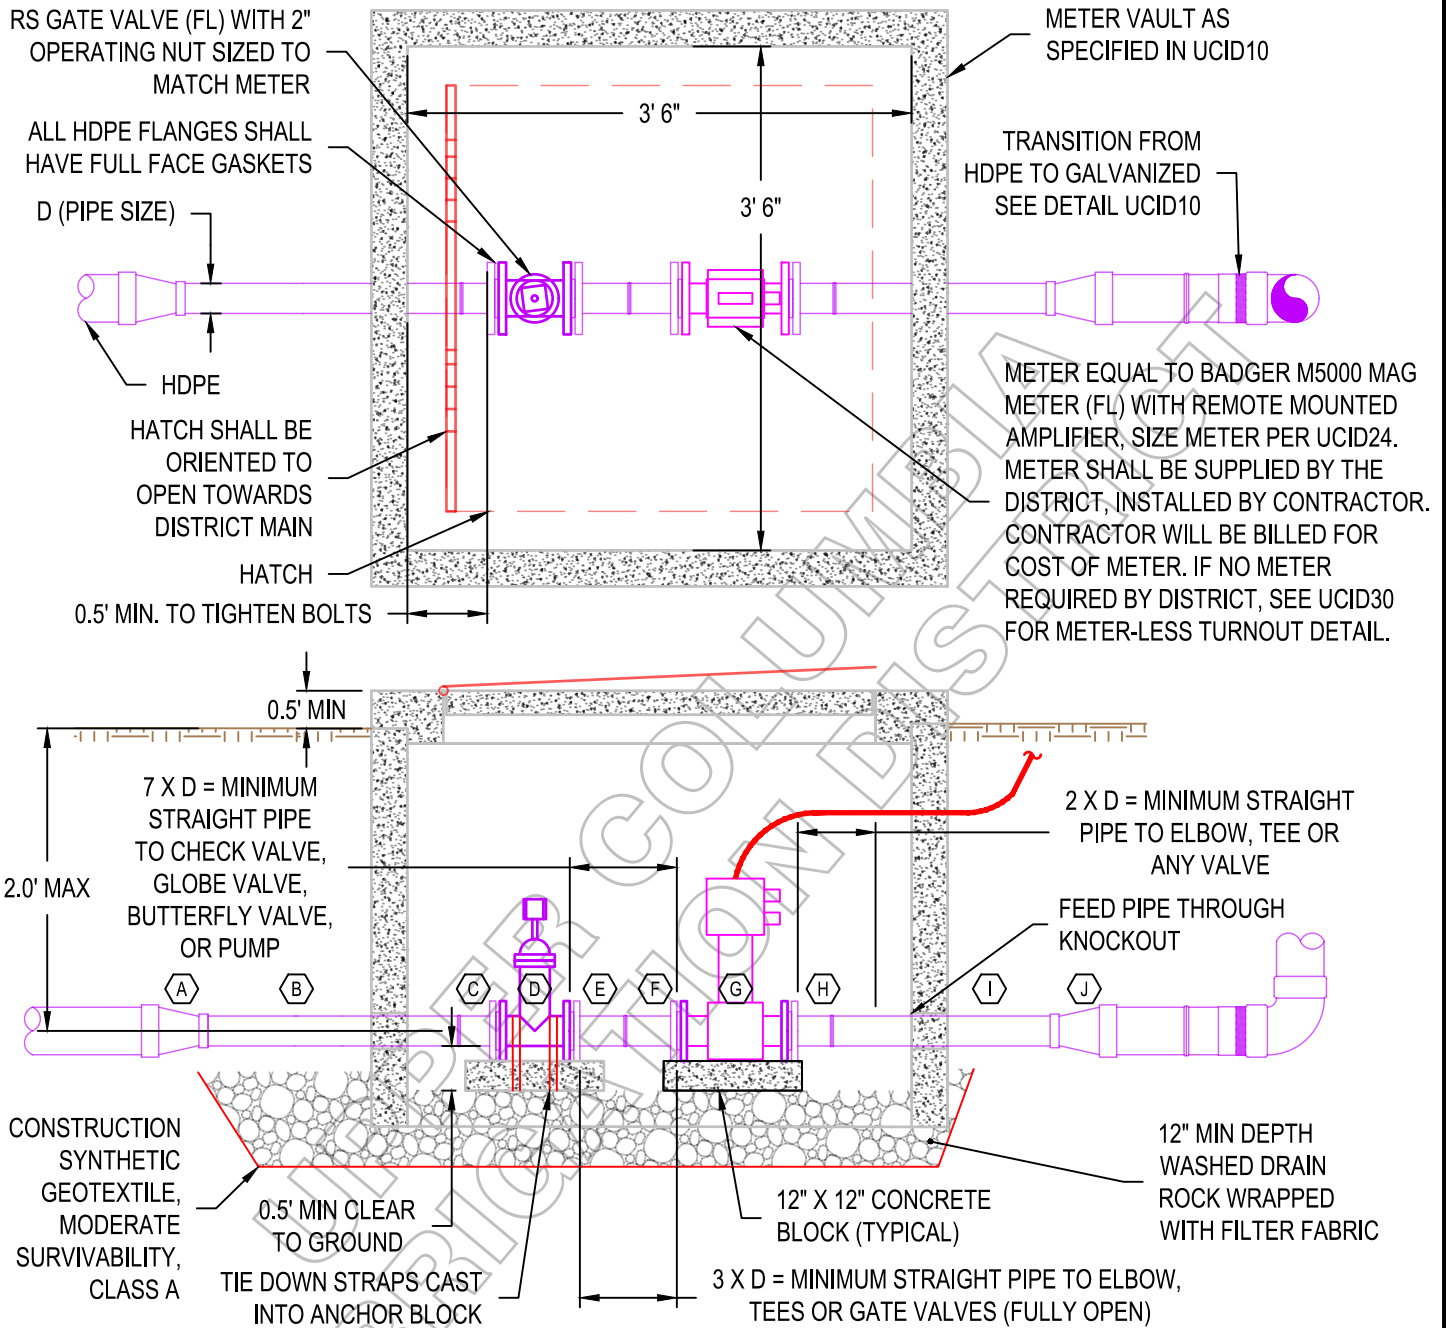 RS GATE VALVE (FL) WITH 2"
OPERATING NUT SIZED TO
MATCH METER
ALL HDPE FLANGES SHALL
HAVE FULL FACE GASKETS
D (PIPE SIZE)
HDPE
HATCH SHALL BE
ORIENTED TO
OPEN TOWARDS
DISTRICT MAIN
HATCH
0.5' MIN. TO TIGHTEN BOLTS
3' 6"
3' 6"
METER VAULT AS
SPECIFIED IN UCID10
TRANSITION FROM
HDPE TO GALVANIZED
SEE DETAIL UCID10
METER EQUAL TO BADGER M5000 MAG
METER (FL) WITH REMOTE MOUNTED
AMPLIFIER, SIZE METER PER UCID24.
METER SHALL BE SUPPLIED BY THE
DISTRICT, INSTALLED BY CONTRACTOR.
CONTRACTOR WILL BE BILLED FOR
COST OF METER. IF NO METER
REQUIRED BY DISTRICT, SEE UCID30
FOR METER-LESS TURNOUT DETAIL.
0.5' MIN
7 X D = MINIMUM
STRAIGHT PIPE
TO CHECK VALVE,
GLOBE VALVE,
BUTTERFLY VALVE,
OR PUMP
2.0' MAX
2 X D = MINIMUM STRAIGHT
PIPE TO ELBOW, TEE OR
ANY VALVE
FEED PIPE THROUGH
KNOCKOUT
A B C D E F G H I J
CONSTRUCTION
SYNTHETIC
GEOTEXTILE,
MODERATE
SURVIVABILITY,
CLASS A
0.5' MIN CLEAR
TO GROUND
TIE DOWN STRAPS CAST
INTO ANCHOR BLOCK
12" X 12" CONCRETE
BLOCK (TYPICAL)
12" MIN DEPTH
WASHED DRAIN
ROCK WRAPPED
WITH FILTER FABRIC
3 X D = MINIMUM STRAIGHT PIPE TO ELBOW,
TEES OR GATE VALVES (FULLY OPEN)
UPPER COLUMBIA
IRRIGATION DISTRICT